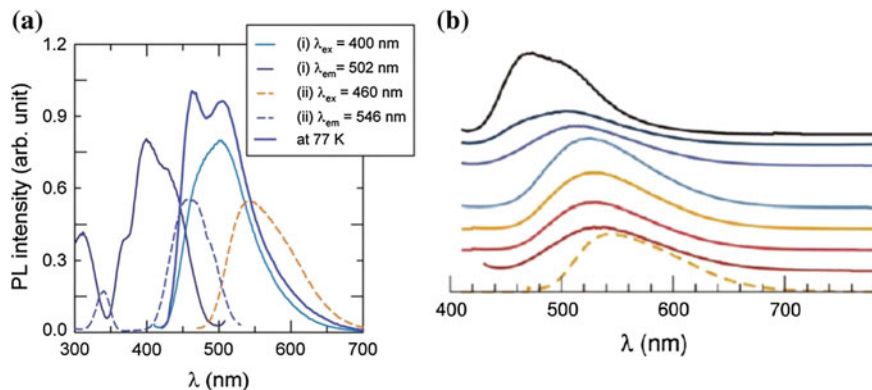 (a)
(i) λex = 400 nm
(i) λem = 502 nm
(ii) λex = 460 nm
(ii) λem = 546 nm
at 77 K
PL intensity (arb. unit)
1.2
0.9
0.6
0.3
0.0
300 400 500 600 700
λ (nm)
(b)
400 500 600 700
λ (nm)